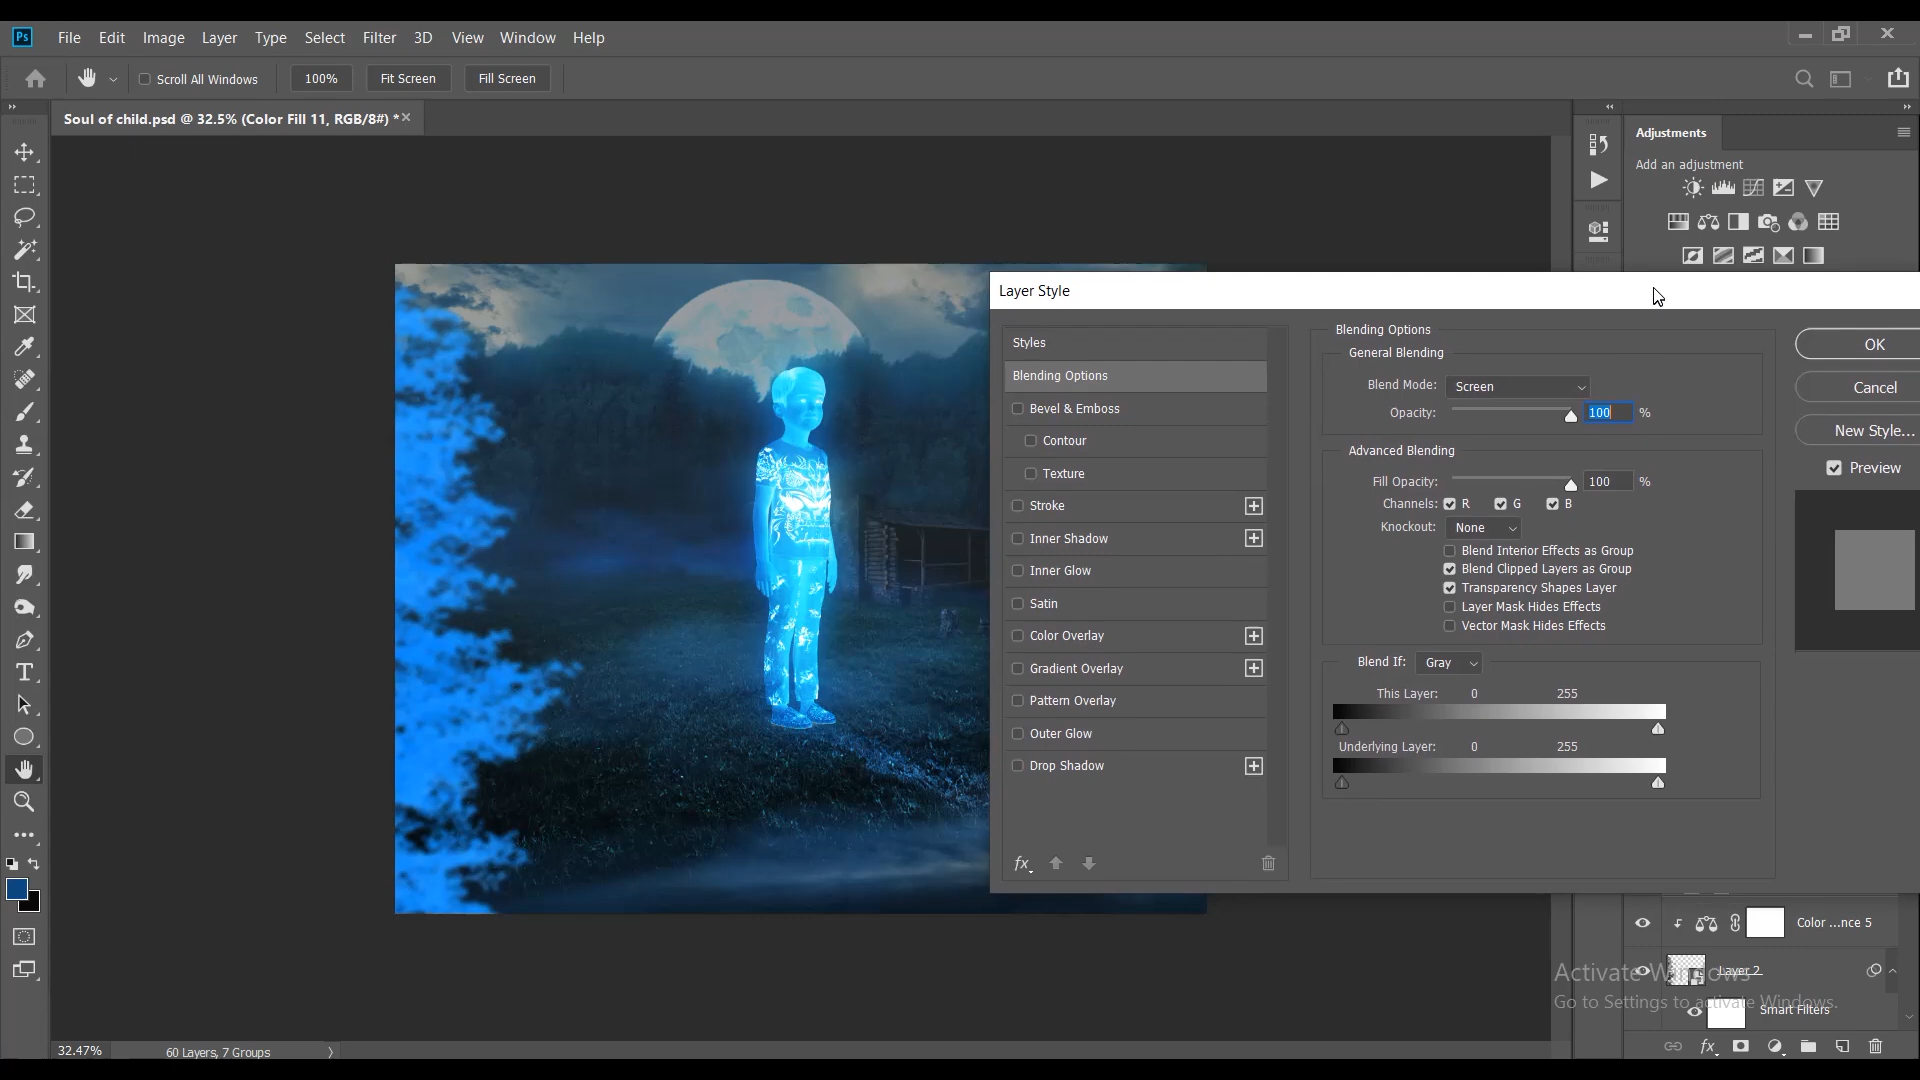 Ps File Edit Image Layer Type Select Filter 3D View Window Help
Scroll All Windows 100% Fit Screen Fill Screen
Soul of child.psd @ 32.5% (Color Fill 11, RGB/8#) *
Adjustments
Add an adjustment
Layer Style
Styles
Blending Options
Bevel & Emboss
Contour
Texture
Stroke
Inner Shadow
Inner Glow
Satin
Color Overlay
Gradient Overlay
Pattern Overlay
Outer Glow
Drop Shadow
fx
Blending Options
General Blending
Blend Mode: Screen
Opacity: 100 %
Advanced Blending
Fill Opacity: 100 %
Channels: R G B
Knockout: None
Blend Interior Effects as Group
Blend Clipped Layers as Group
Transparency Shapes Layer
Layer Mask Hides Effects
Vector Mask Hides Effects
Blend If: Gray
This Layer: 0 255
Underlying Layer: 0 255
OK
Cancel
New Style...
Preview
Color ...nce 5
Layer 2
Smart Filters
Activate Windows
Go to Settings to activate Windows.
fx
32.47% 60 Layers, 7 Groups